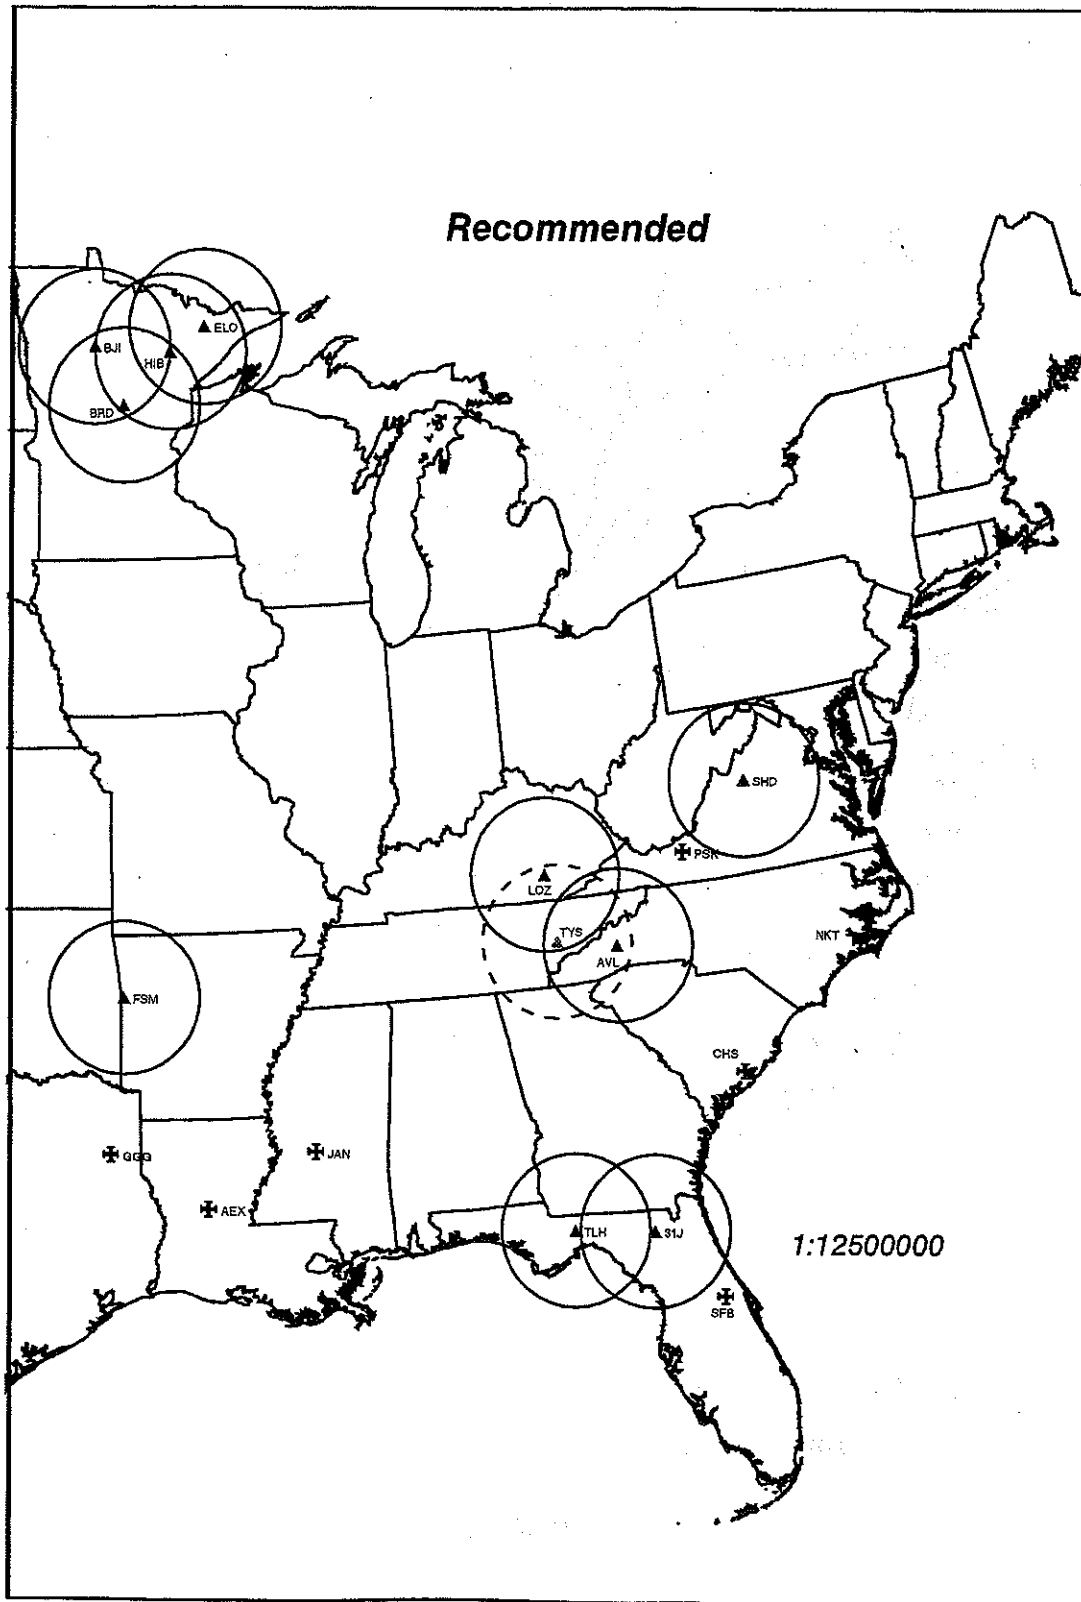 Recommended
ELO
BJI
HIB
BRD
SHD
PSK
LOZ
TYS
AVL
NKT
FSM
CHS
GGG
JAN
AEX
TLH
31J
1:12500000
SFB